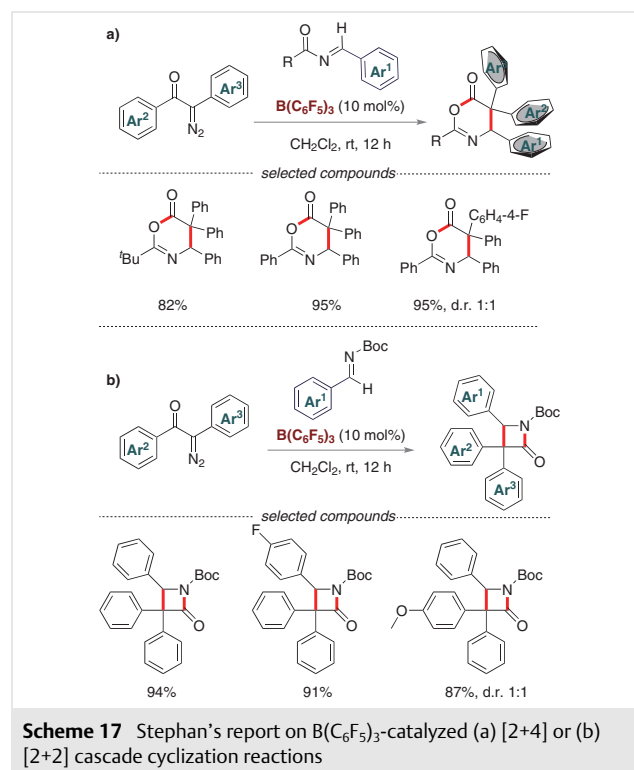 a)
O
R
N
H
Ar1
O
Ar3
Ar2
N2
B(C6F5)3 (10 mol%)
CH2Cl2, rt, 12 h
Ar3
O
O
Ar2
Ar1
R
N
selected compounds
O
Ph
O
Ph
tBu
N
Ph
82%
O
Ph
O
Ph
Ph
N
Ph
95%
O
C6H4-4-F
O
Ph
Ph
N
Ph
95%, d.r. 1:1
b)
N
Boc
H
Ar1
O
Ar3
Ar2
N2
B(C6F5)3 (10 mol%)
CH2Cl2, rt, 12 h
Ar1
Boc
N
Ar2
O
Ar3
selected compounds
Boc
N
O
94%
F
Boc
N
O
91%
Boc
N
O
O
87%, d.r. 1:1
Scheme 17 Stephan's report on B(C6F5)3-catalyzed (a) [2+4] or (b)
[2+2] cascade cyclization reactions